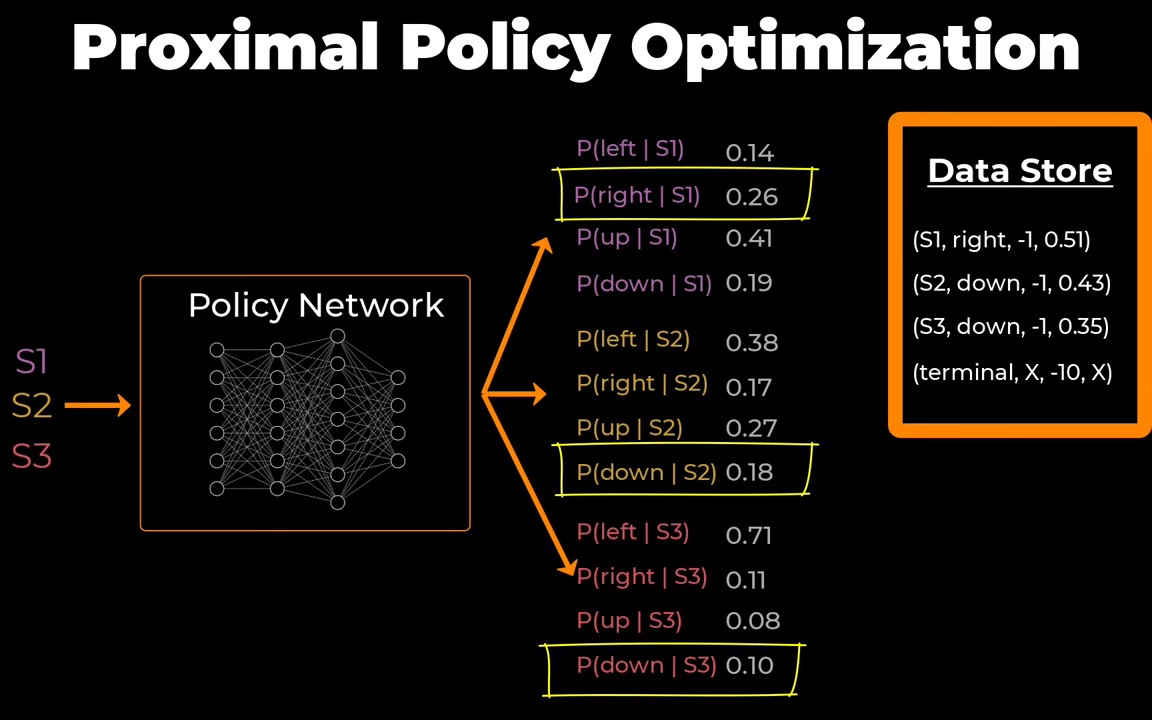 Proximal Policy Optimization
S1
S2
S3
Policy Network
P(left | S1) 0.14
P(right | S1) 0.26
P(up | S1) 0.41
P(down | S1) 0.19
P(left | S2) 0.38
P(right | S2) 0.17
P(up | S2) 0.27
P(down | S2) 0.18
P(left | S3) 0.71
P(right | S3) 0.11
P(up | S3) 0.08
P(down | S3) 0.10
Data Store
(S1, right, -1, 0.51)
(S2, down, -1, 0.43)
(S3, down, -1, 0.35)
(terminal, X, -10, X)